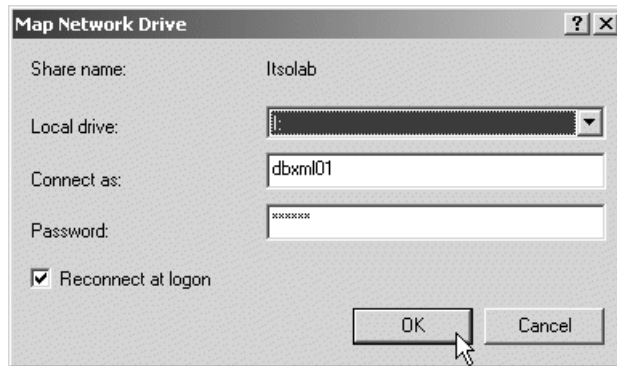 Map Network Drive
Share name: Itsolab
Local drive: I:
Connect as: dbxml01
Password: ******
Reconnect at logon
OK Cancel